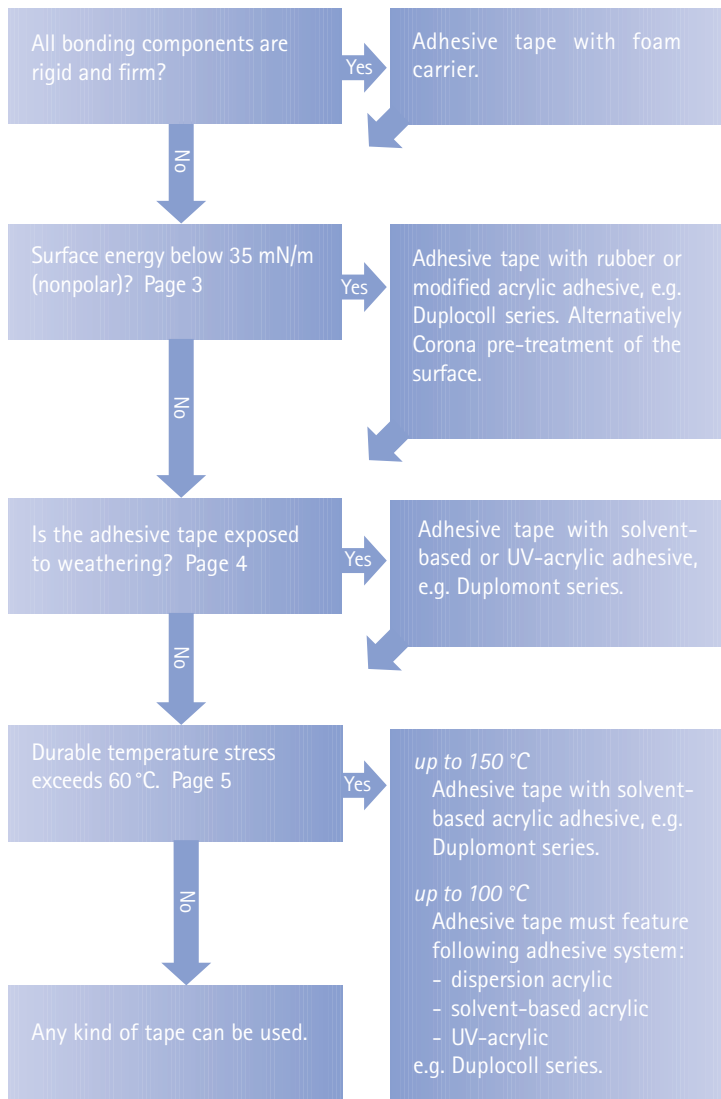 All bonding components are
rigid and firm?
Yes
Adhesive tape with foam
carrier.
No
Surface energy below 35 mN/m
(nonpolar)? Page 3
Yes
Adhesive tape with rubber or
modified acrylic adhesive, e.g.
Duplocoll series. Alternatively
Corona pre-treatment of the
surface.
No
Is the adhesive tape exposed
to weathering? Page 4
Yes
Adhesive tape with solvent-
based or UV-acrylic adhesive,
e.g. Duplomont series.
No
Durable temperature stress
exceeds 60 °C. Page 5
Yes
up to 150 °C
Adhesive tape with solvent-
based acrylic adhesive, e.g.
Duplomont series.
up to 100 °C
Adhesive tape must feature
following adhesive system:
- dispersion acrylic
- solvent-based acrylic
- UV-acrylic
e.g. Duplocoll series.
No
Any kind of tape can be used.